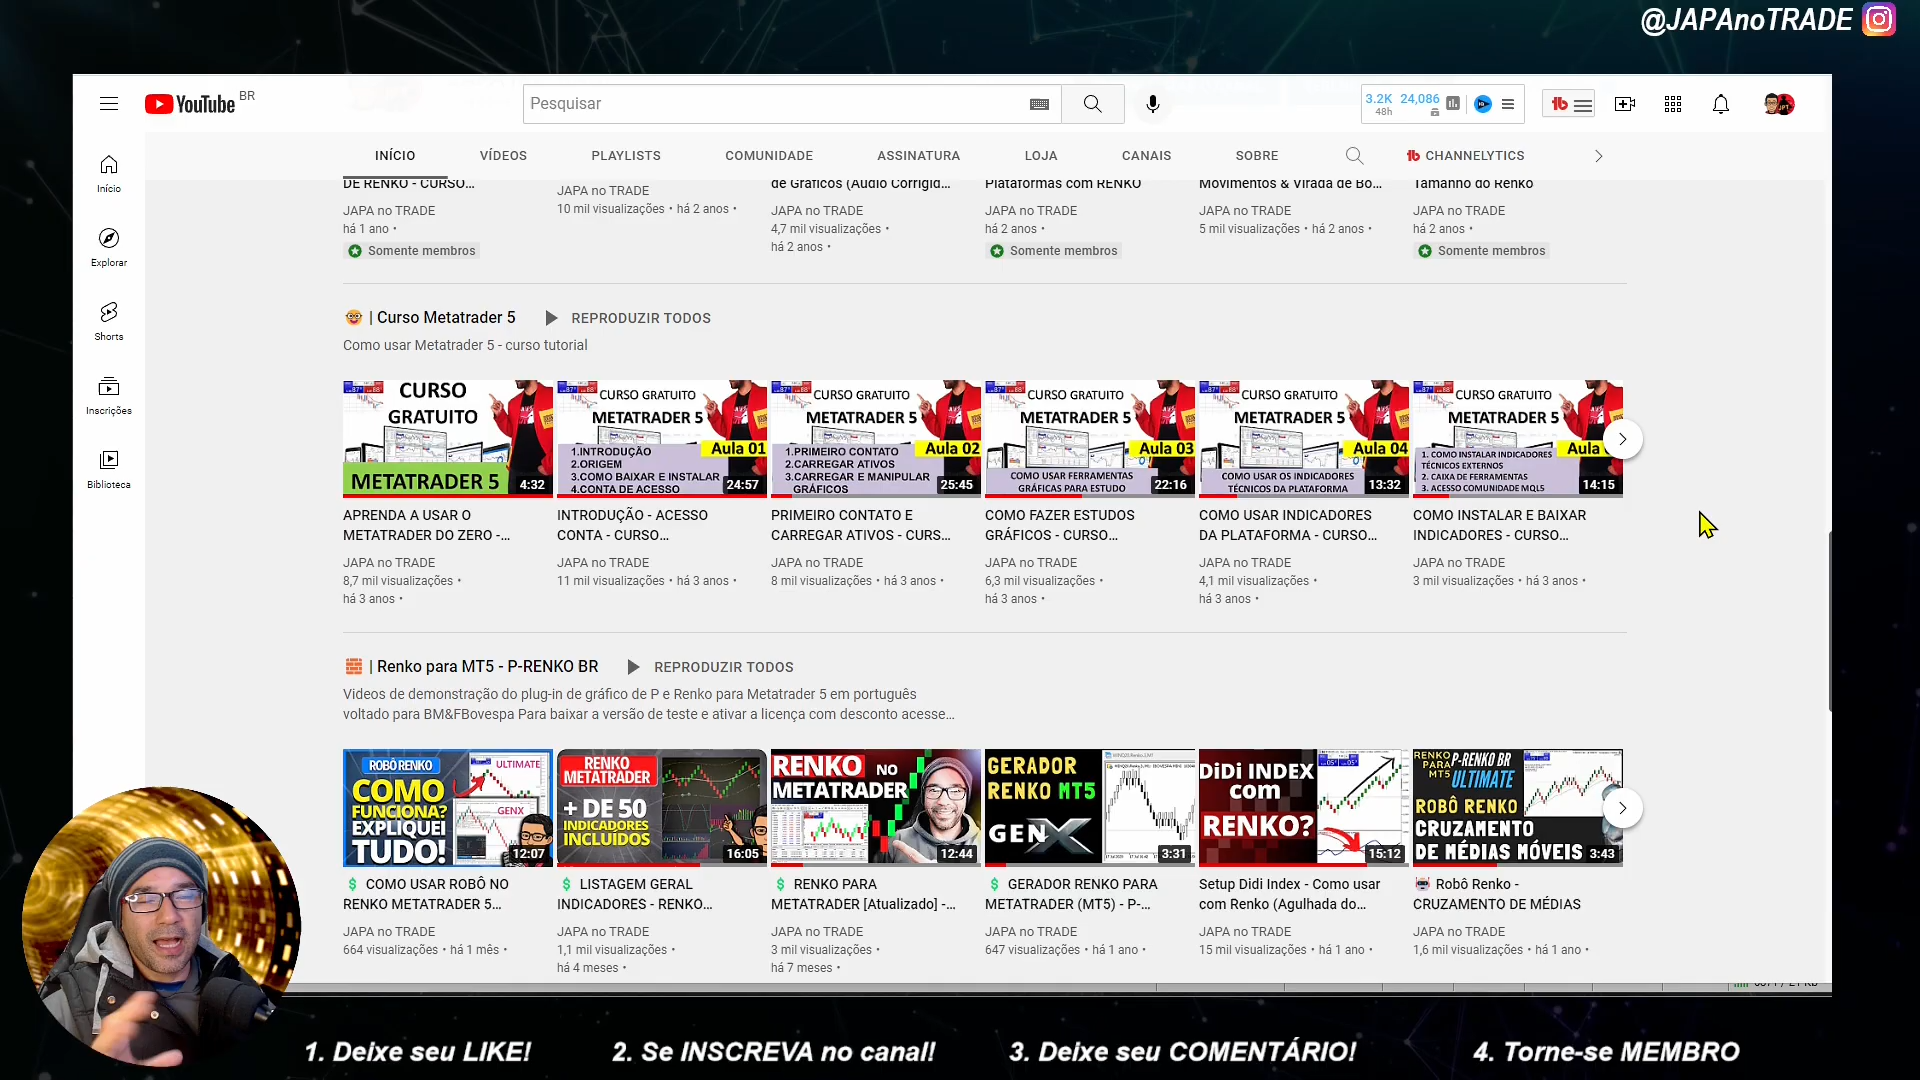 @JAPAnoTRADE
YouTube BR
Pesquisar
3.2K 24,086
48h
INÍCIO VÍDEOS PLAYLISTS COMUNIDADE ASSINATURA LOJA CANAIS SOBRE CHANNELYTICS
Início
Explorar
Shorts
Inscrições
Biblioteca
DE RENKO - CURSO...
JAPA no TRADE
há 1 ano •
Somente membros
JAPA no TRADE
10 mil visualizações • há 2 anos •
de Gráficos (Áudio Corrigid...
JAPA no TRADE
4,7 mil visualizações •
há 2 anos •
Plataformas com RENKO
JAPA no TRADE
há 2 anos •
Somente membros
Movimentos & Virada de Bo...
JAPA no TRADE
5 mil visualizações • há 2 anos •
Tamanho do Renko
JAPA no TRADE
há 2 anos •
Somente membros
| Curso Metatrader 5 REPRODUZIR TODOS
Como usar Metatrader 5 - curso tutorial
CURSO
GRATUITO
METATRADER 5
4:32
APRENDA A USAR O
METATRADER DO ZERO -...
JAPA no TRADE
8,7 mil visualizações •
há 3 anos •
CURSO GRATUITO
METATRADER 5
Aula 01
1.INTRODUÇÃO
2.ORIGEM
3.COMO BAIXAR E INSTALAR
4.CONTA DE ACESSO
24:57
INTRODUÇÃO - ACESSO
CONTA - CURSO...
JAPA no TRADE
11 mil visualizações • há 3 anos •
CURSO GRATUITO
METATRADER 5
Aula 02
1.PRIMEIRO CONTATO
2.CARREGAR ATIVOS
3.CARREGAR E MANIPULAR
GRÁFICOS
25:45
PRIMEIRO CONTATO E
CARREGAR ATIVOS - CURS...
JAPA no TRADE
8 mil visualizações • há 3 anos •
CURSO GRATUITO
METATRADER 5
Aula 03
COMO USAR FERRAMENTAS
GRÁFICAS PARA ESTUDO
22:16
COMO FAZER ESTUDOS
GRÁFICOS - CURSO...
JAPA no TRADE
6,3 mil visualizações •
há 3 anos •
CURSO GRATUITO
METATRADER 5
Aula 04
COMO USAR OS INDICADORES
TÉCNICOS DA PLATAFORMA
13:32
COMO USAR INDICADORES
DA PLATAFORMA - CURSO...
JAPA no TRADE
4,1 mil visualizações •
há 3 anos •
CURSO GRATUITO
METATRADER 5
Aula
1. COMO INSTALAR INDICADORES
TÉCNICOS EXTERNOS
2. CAIXA DE FERRAMENTAS
3. ACESSO COMUNIDADE MQL5
14:15
COMO INSTALAR E BAIXAR
INDICADORES - CURSO...
JAPA no TRADE
3 mil visualizações • há 3 anos •
| Renko para MT5 - P-RENKO BR REPRODUZIR TODOS
Videos de demonstração do plug-in de gráfico de P e Renko para Metatrader 5 em português
voltado para BM&FBovespa Para baixar a versão de teste e ativar a licença com desconto acesse...
ROBÔ RENKO
COMO
FUNCIONA?
EXPLIQUEI
TUDO!
ULTIMATE
GENX
12:07
COMO USAR ROBÔ NO
RENKO METATRADER 5...
JAPA no TRADE
664 visualizações • há 1 mês •
RENKO
METATRADER
+ DE 50
INDICADORES
INCLUÍDOS
16:05
LISTAGEM GERAL
INDICADORES - RENKO...
JAPA no TRADE
1,1 mil visualizações •
há 4 meses •
RENKO NO
METATRADER
12:44
RENKO PARA
METATRADER [Atualizado] -...
JAPA no TRADE
3 mil visualizações •
há 7 meses •
GERADOR
RENKO MT5
GENX
3:31
GERADOR RENKO PARA
METATRADER (MT5) - P-...
JAPA no TRADE
647 visualizações • há 1 ano •
DiDi INDEX
com
RENKO?
15:12
Setup Didi Index - Como usar
com Renko (Agulhada do...
JAPA no TRADE
15 mil visualizações • há 1 ano •
RENKO
PARA
MT5
P-RENKO BR
ULTIMATE
ROBÔ RENKO
CRUZAMENTO
DE MÉDIAS MÓVEIS
3:43
Robô Renko -
CRUZAMENTO DE MÉDIAS
JAPA no TRADE
1,6 mil visualizações • há 1 ano •
1. Deixe seu LIKE! 2. Se INSCREVA no canal! 3. Deixe seu COMENTÁRIO! 4. Torne-se MEMBRO